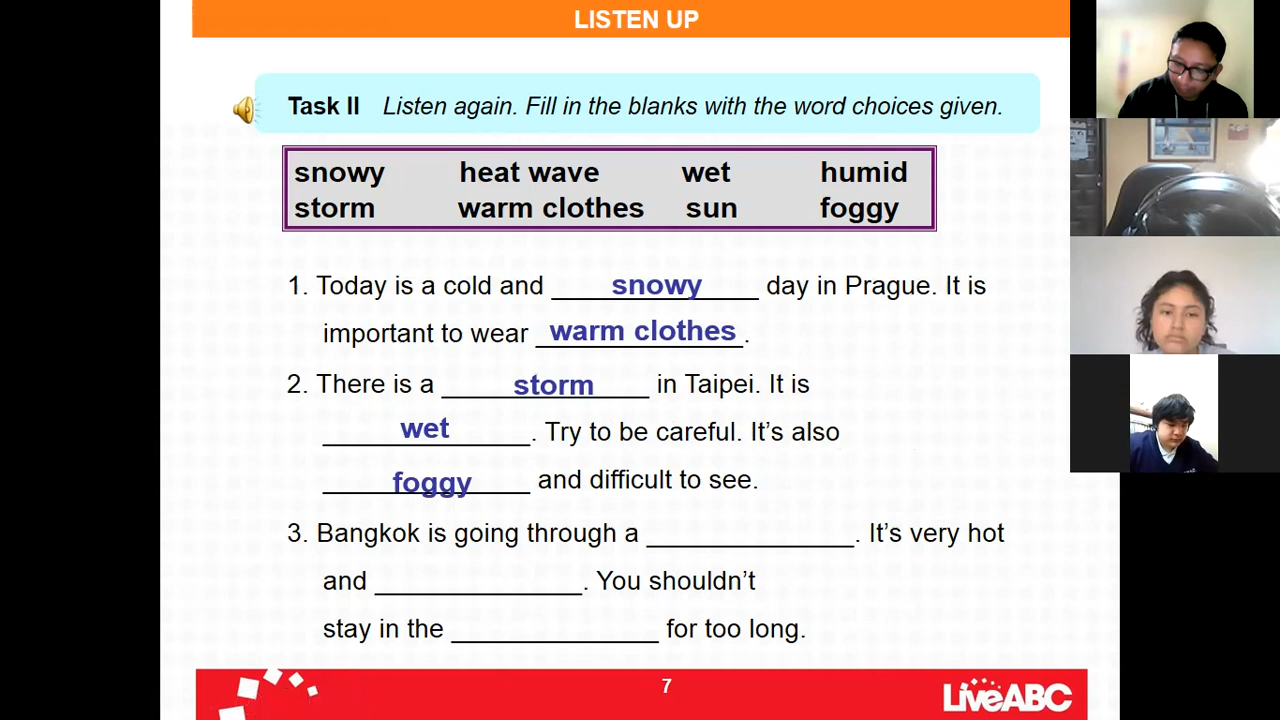 LISTEN UP
Task II Listen again. Fill in the blanks with the word choices given.
snowy heat wave wet humid
storm warm clothes sun foggy
1. Today is a cold and snowy day in Prague. It is
important to wear warm clothes.
2. There is a storm in Taipei. It is
wet. Try to be careful. It's also
foggy and difficult to see.
3. Bangkok is going through a ______________. It's very hot
and ______________. You shouldn't
stay in the ______________ for too long.
7
LiveABC